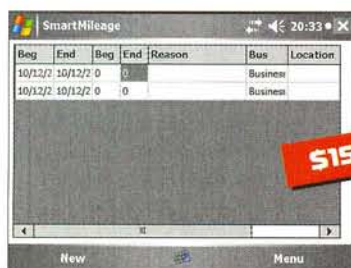 SmartMileage 20:33
Beg End Beg End Reason Bus Location
10/12/2 10/12/2 0 0 Business
10/12/2 10/12/2 0 0 Business
$15
New Menu